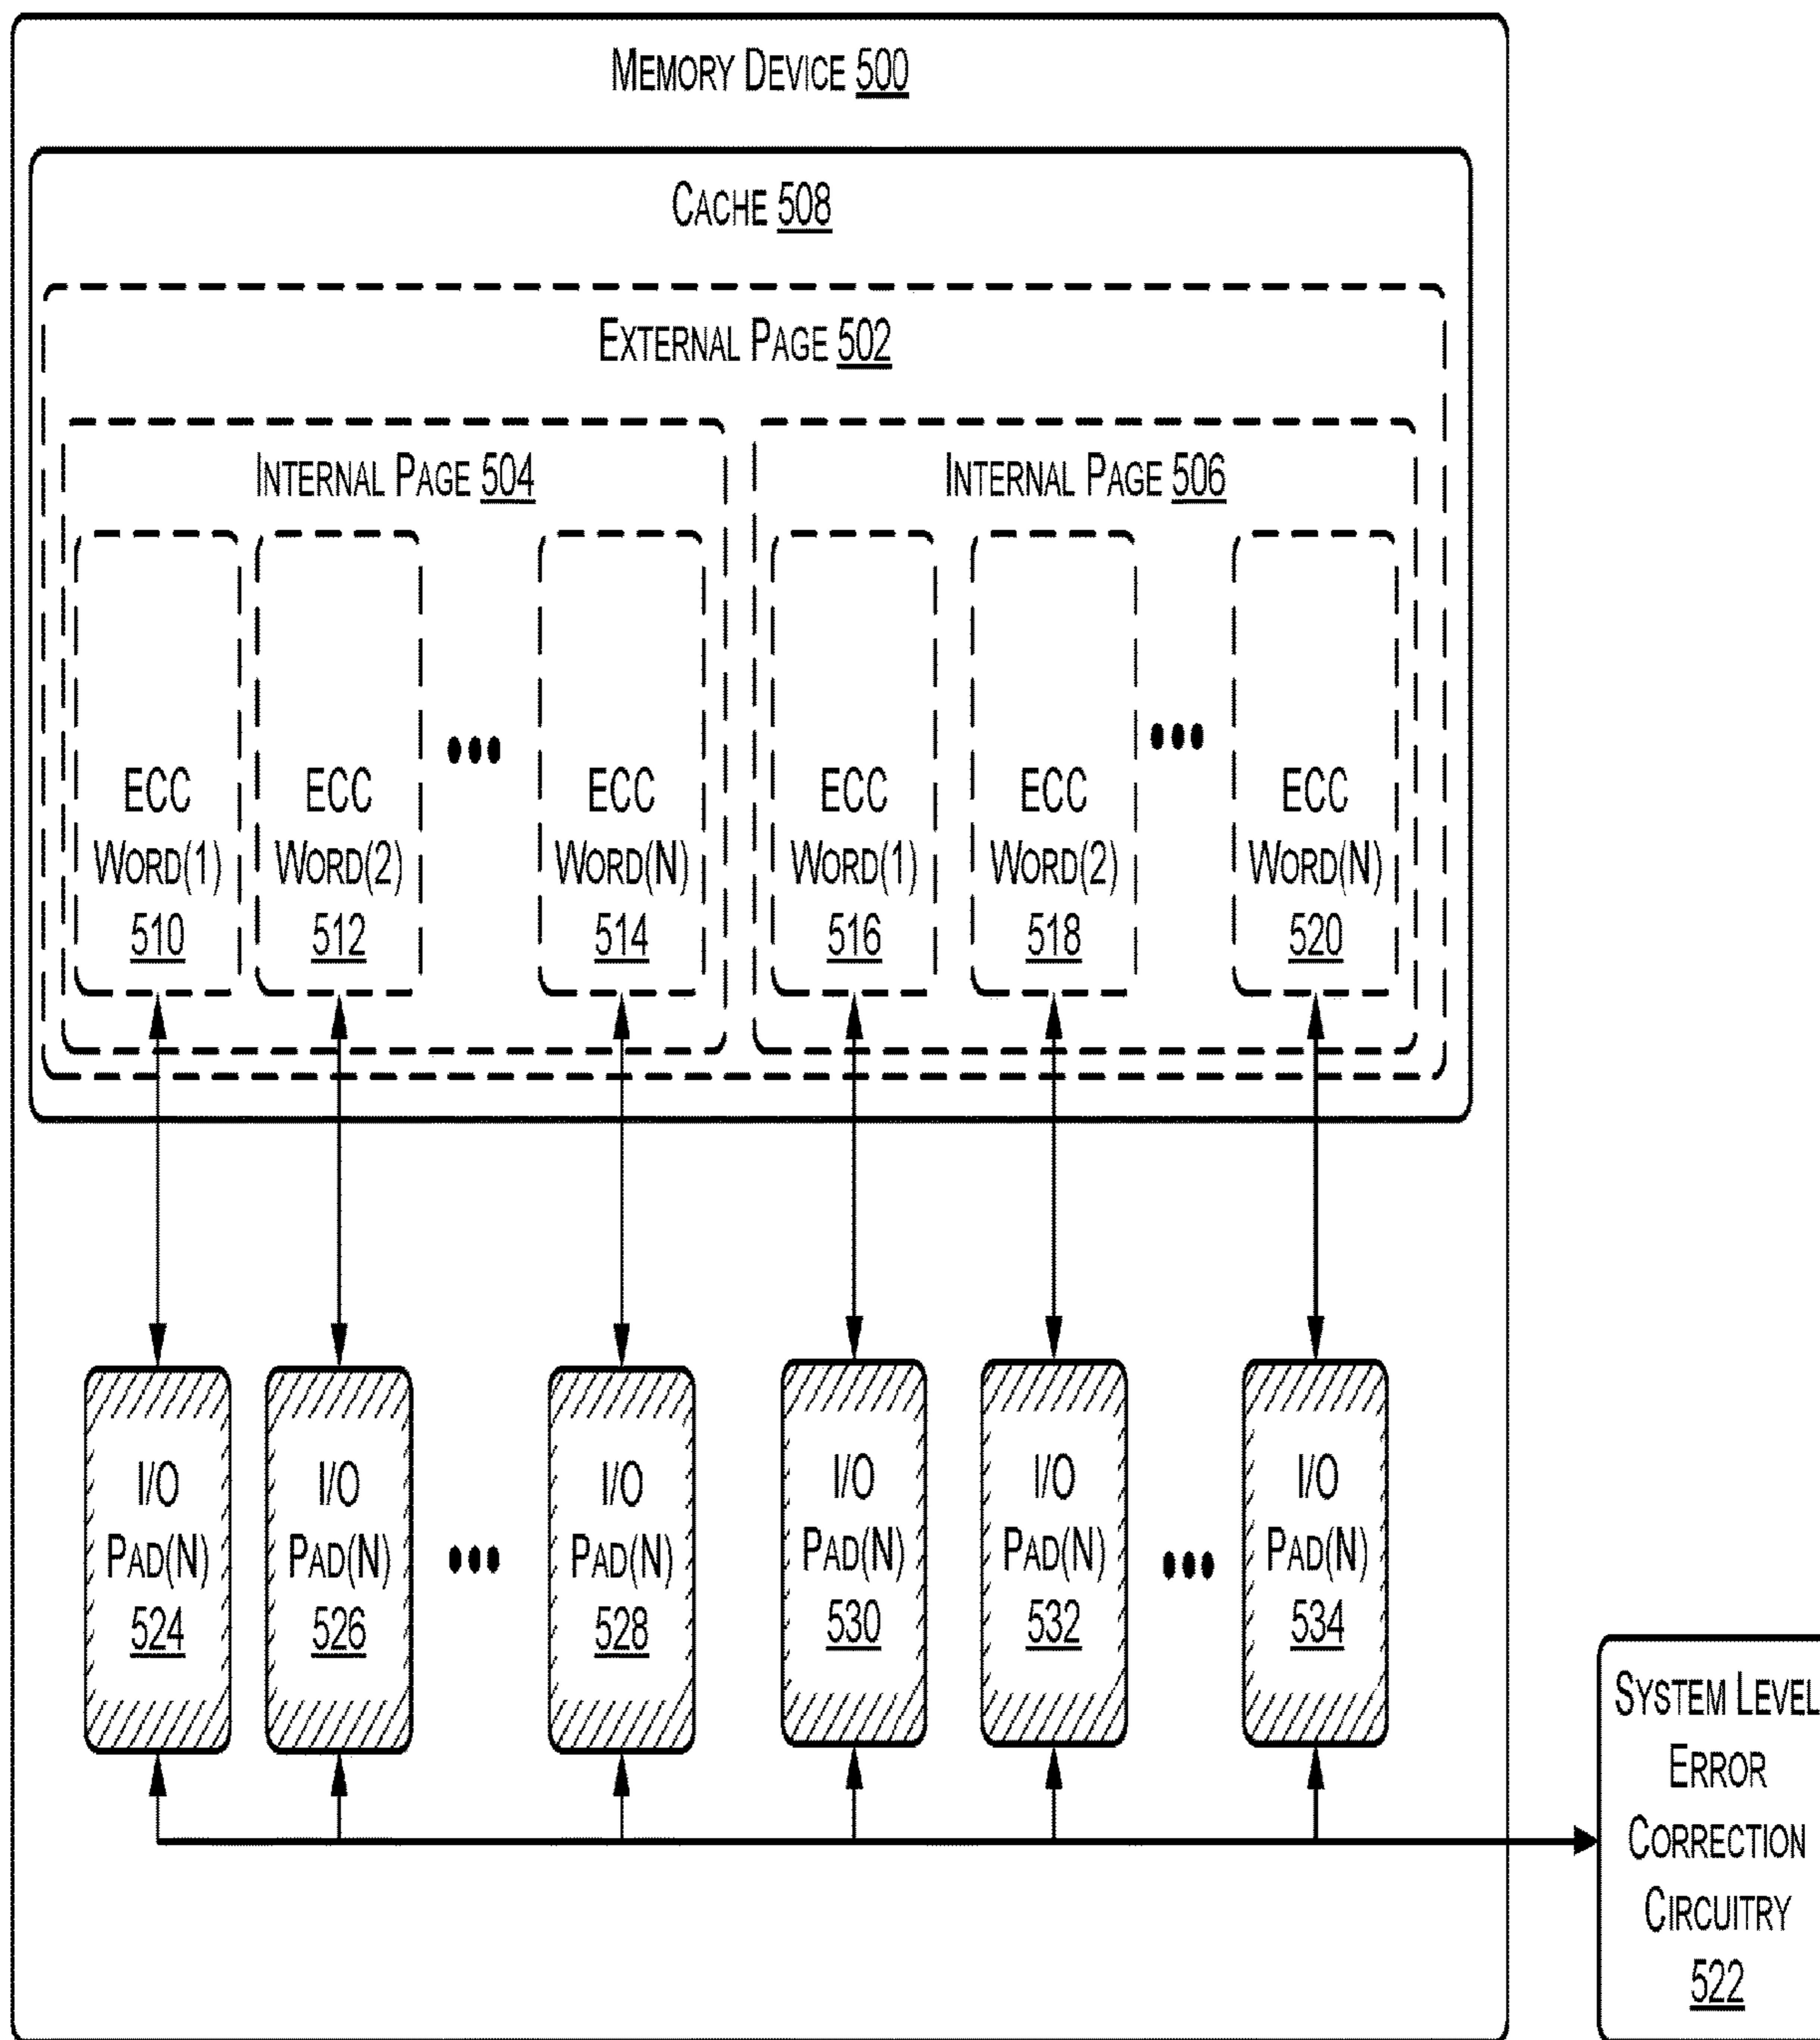 MEMORY DEVICE 500
CACHE 508
EXTERNAL PAGE 502
INTERNAL PAGE 504
INTERNAL PAGE 506
ECC
WORD(1)
510
ECC
WORD(2)
512
•••
ECC
WORD(N)
514
ECC
WORD(1)
516
ECC
WORD(2)
518
•••
ECC
WORD(N)
520
I/O
PAD(N)
524
I/O
PAD(N)
526
•••
I/O
PAD(N)
528
I/O
PAD(N)
530
I/O
PAD(N)
532
•••
I/O
PAD(N)
534
SYSTEM LEVEL
ERROR
CORRECTION
CIRCUITRY
522